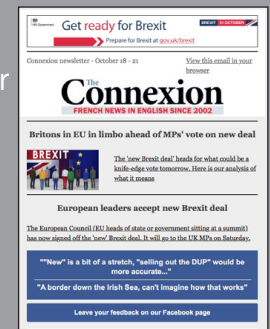 r
HM Government
Get ready for Brexit
BREXIT 31 OCTOBER
Prepare for Brexit at gov.uk/brexit
Connexion newsletter - October 18 - 21
View this email in your
browser
The
Connexion
FRENCH NEWS IN ENGLISH SINCE 2002
Britons in EU in limbo ahead of MPs' vote on new deal
BREXIT
The 'new Brexit deal' heads for what could be a
knife-edge vote tomorrow. Here is our analysis of
what it means
European leaders accept new Brexit deal
The European Council (EU heads of state or government sitting at a summit)
has now signed off the 'new' Brexit deal. It will go to the UK MPs on Saturday.
""New" is a bit of a stretch, "selling out the DUP" would be
more accurate..."
"A border down the Irish Sea, can't Imagine how that works"
Leave your feedback on our Facebook page